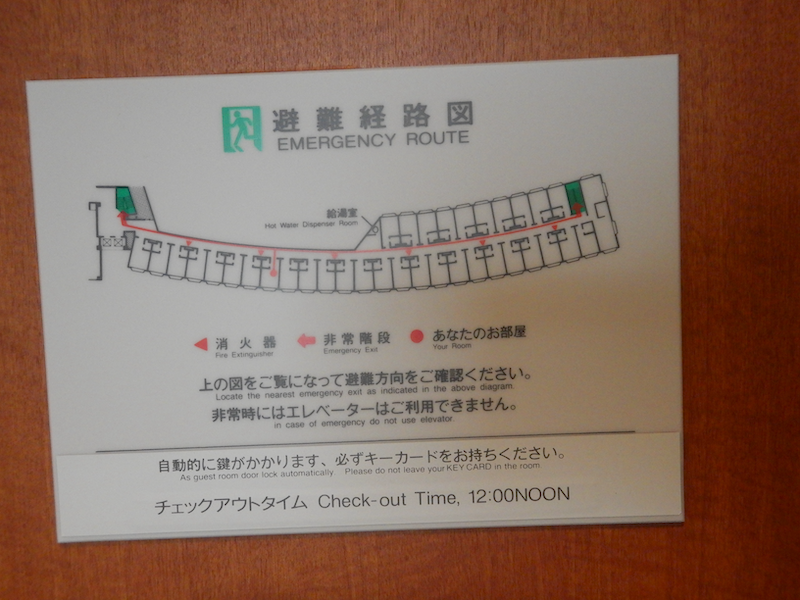 避難経路図
EMERGENCY ROUTE
給湯室
Hot Water Dispenser Room
消火器
Fire Extinguisher
非常階段
Emergency Exit
あなたのお部屋
Your Room
上の図をご覧になって避難方向をご確認ください。
Locate the nearest emergency exit as indicated in the above diagram.
非常時にはエレベーターはご利用できません。
in case of emergency do not use elevator.
自動的に鍵がかかります、必ずキーカードをお持ちください。
As guest room door lock automatically. Please do not leave your KEY CARD in the room.
チェックアウトタイム Check-out Time, 12:00NOON